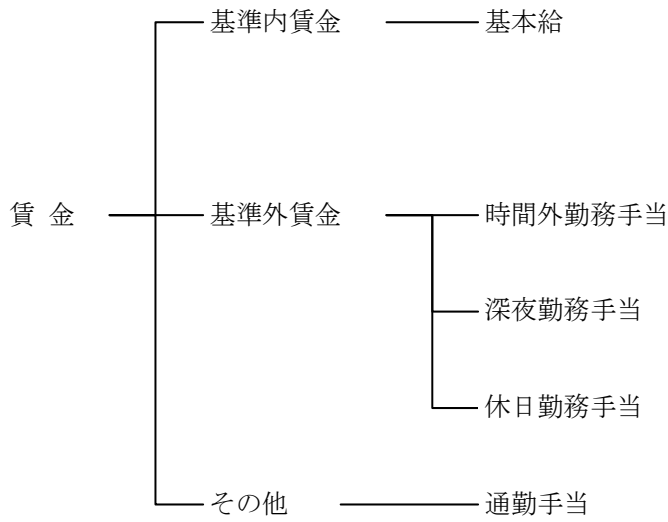 基準内賃金 基本給
賃 金 基準外賃金 時間外勤務手当
深夜勤務手当
休日勤務手当
その他 通勤手当